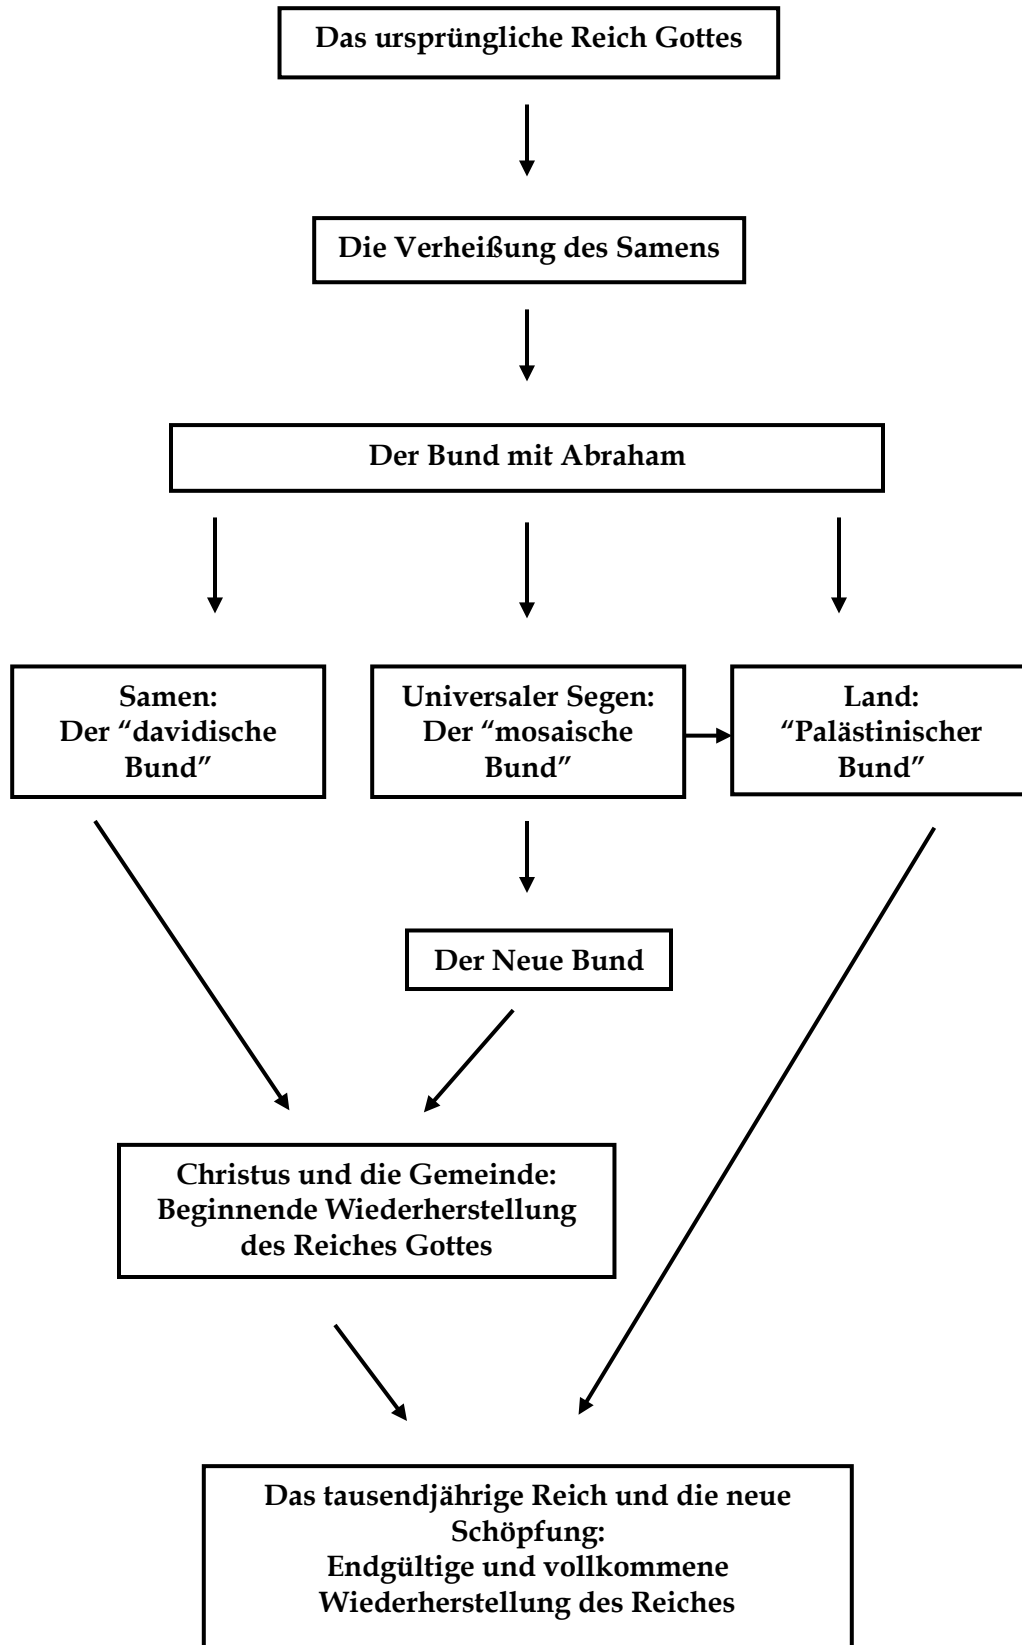 Das ursprüngliche Reich Gottes
Die Verheißung des Samens
Der Bund mit Abraham
Samen:
Der “davidische
Bund”
Universaler Segen:
Der “mosaische
Bund”
Land:
“Palästinischer
Bund”
Der Neue Bund
Christus und die Gemeinde:
Beginnende Wiederherstellung
des Reiches Gottes
Das tausendjährige Reich und die neue
Schöpfung:
Endgültige und vollkommene
Wiederherstellung des Reiches